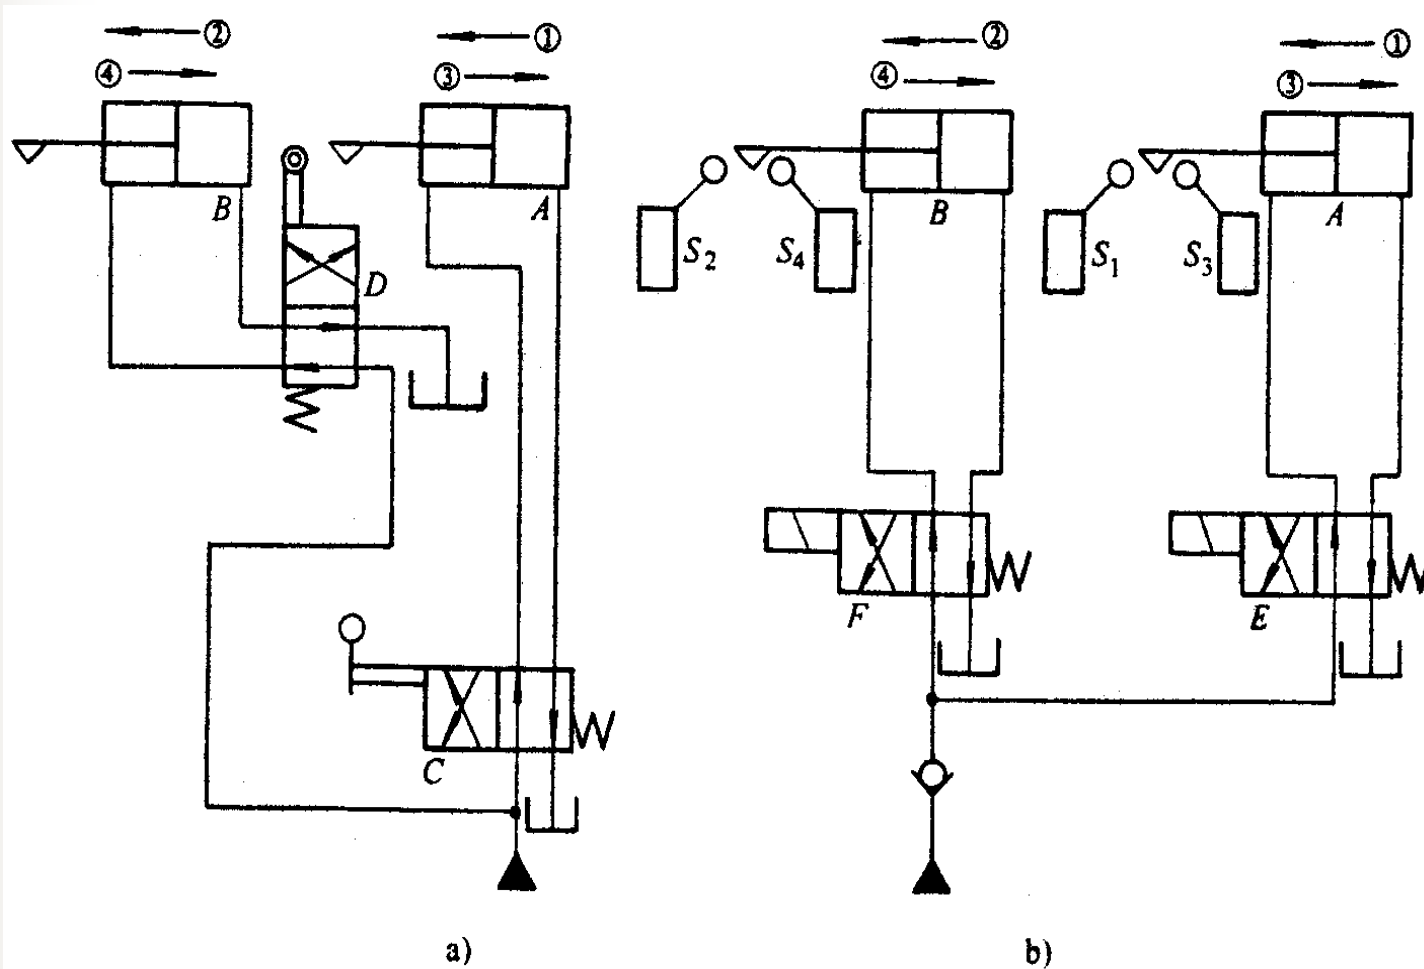 ② ① ② ①
④ ③ ④ ③
B A B A
S₂ S₄ S₁ S₃
D
F E
C
a) b)